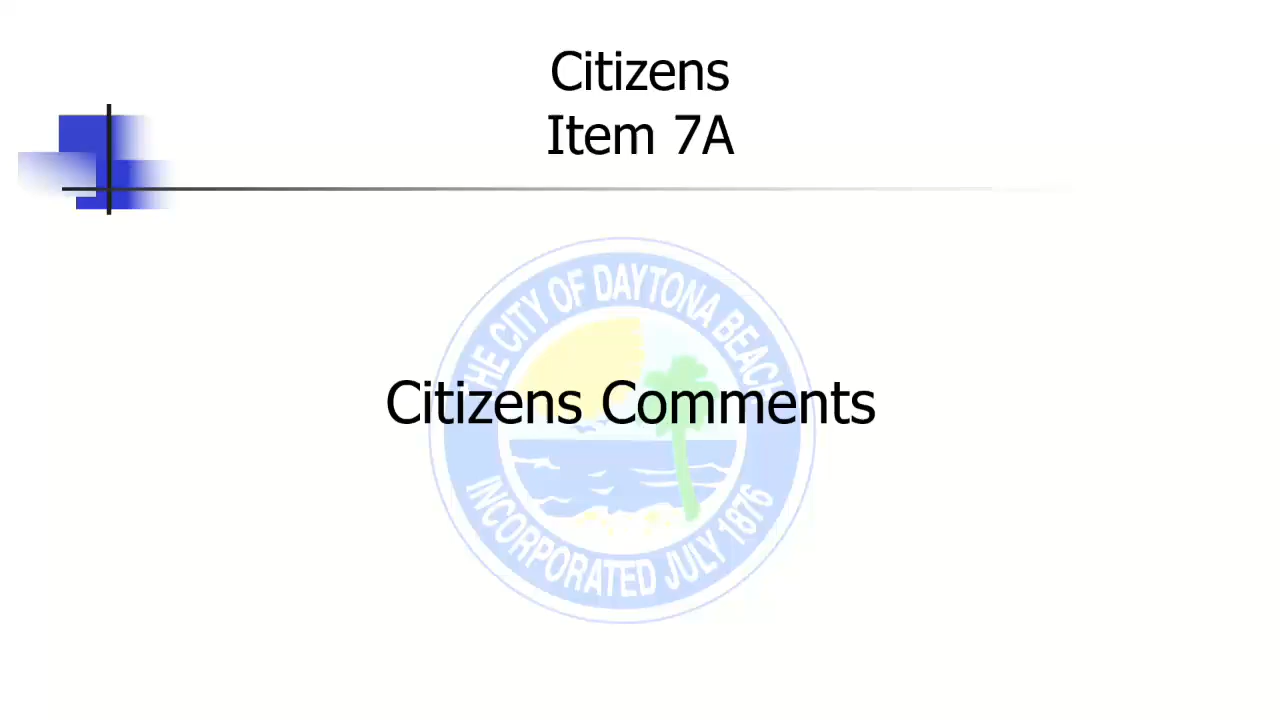 Citizens
Item 7A
THE CITY OF DAYTONA BEACH
Citizens Comments
INCORPORATED JULY 1876